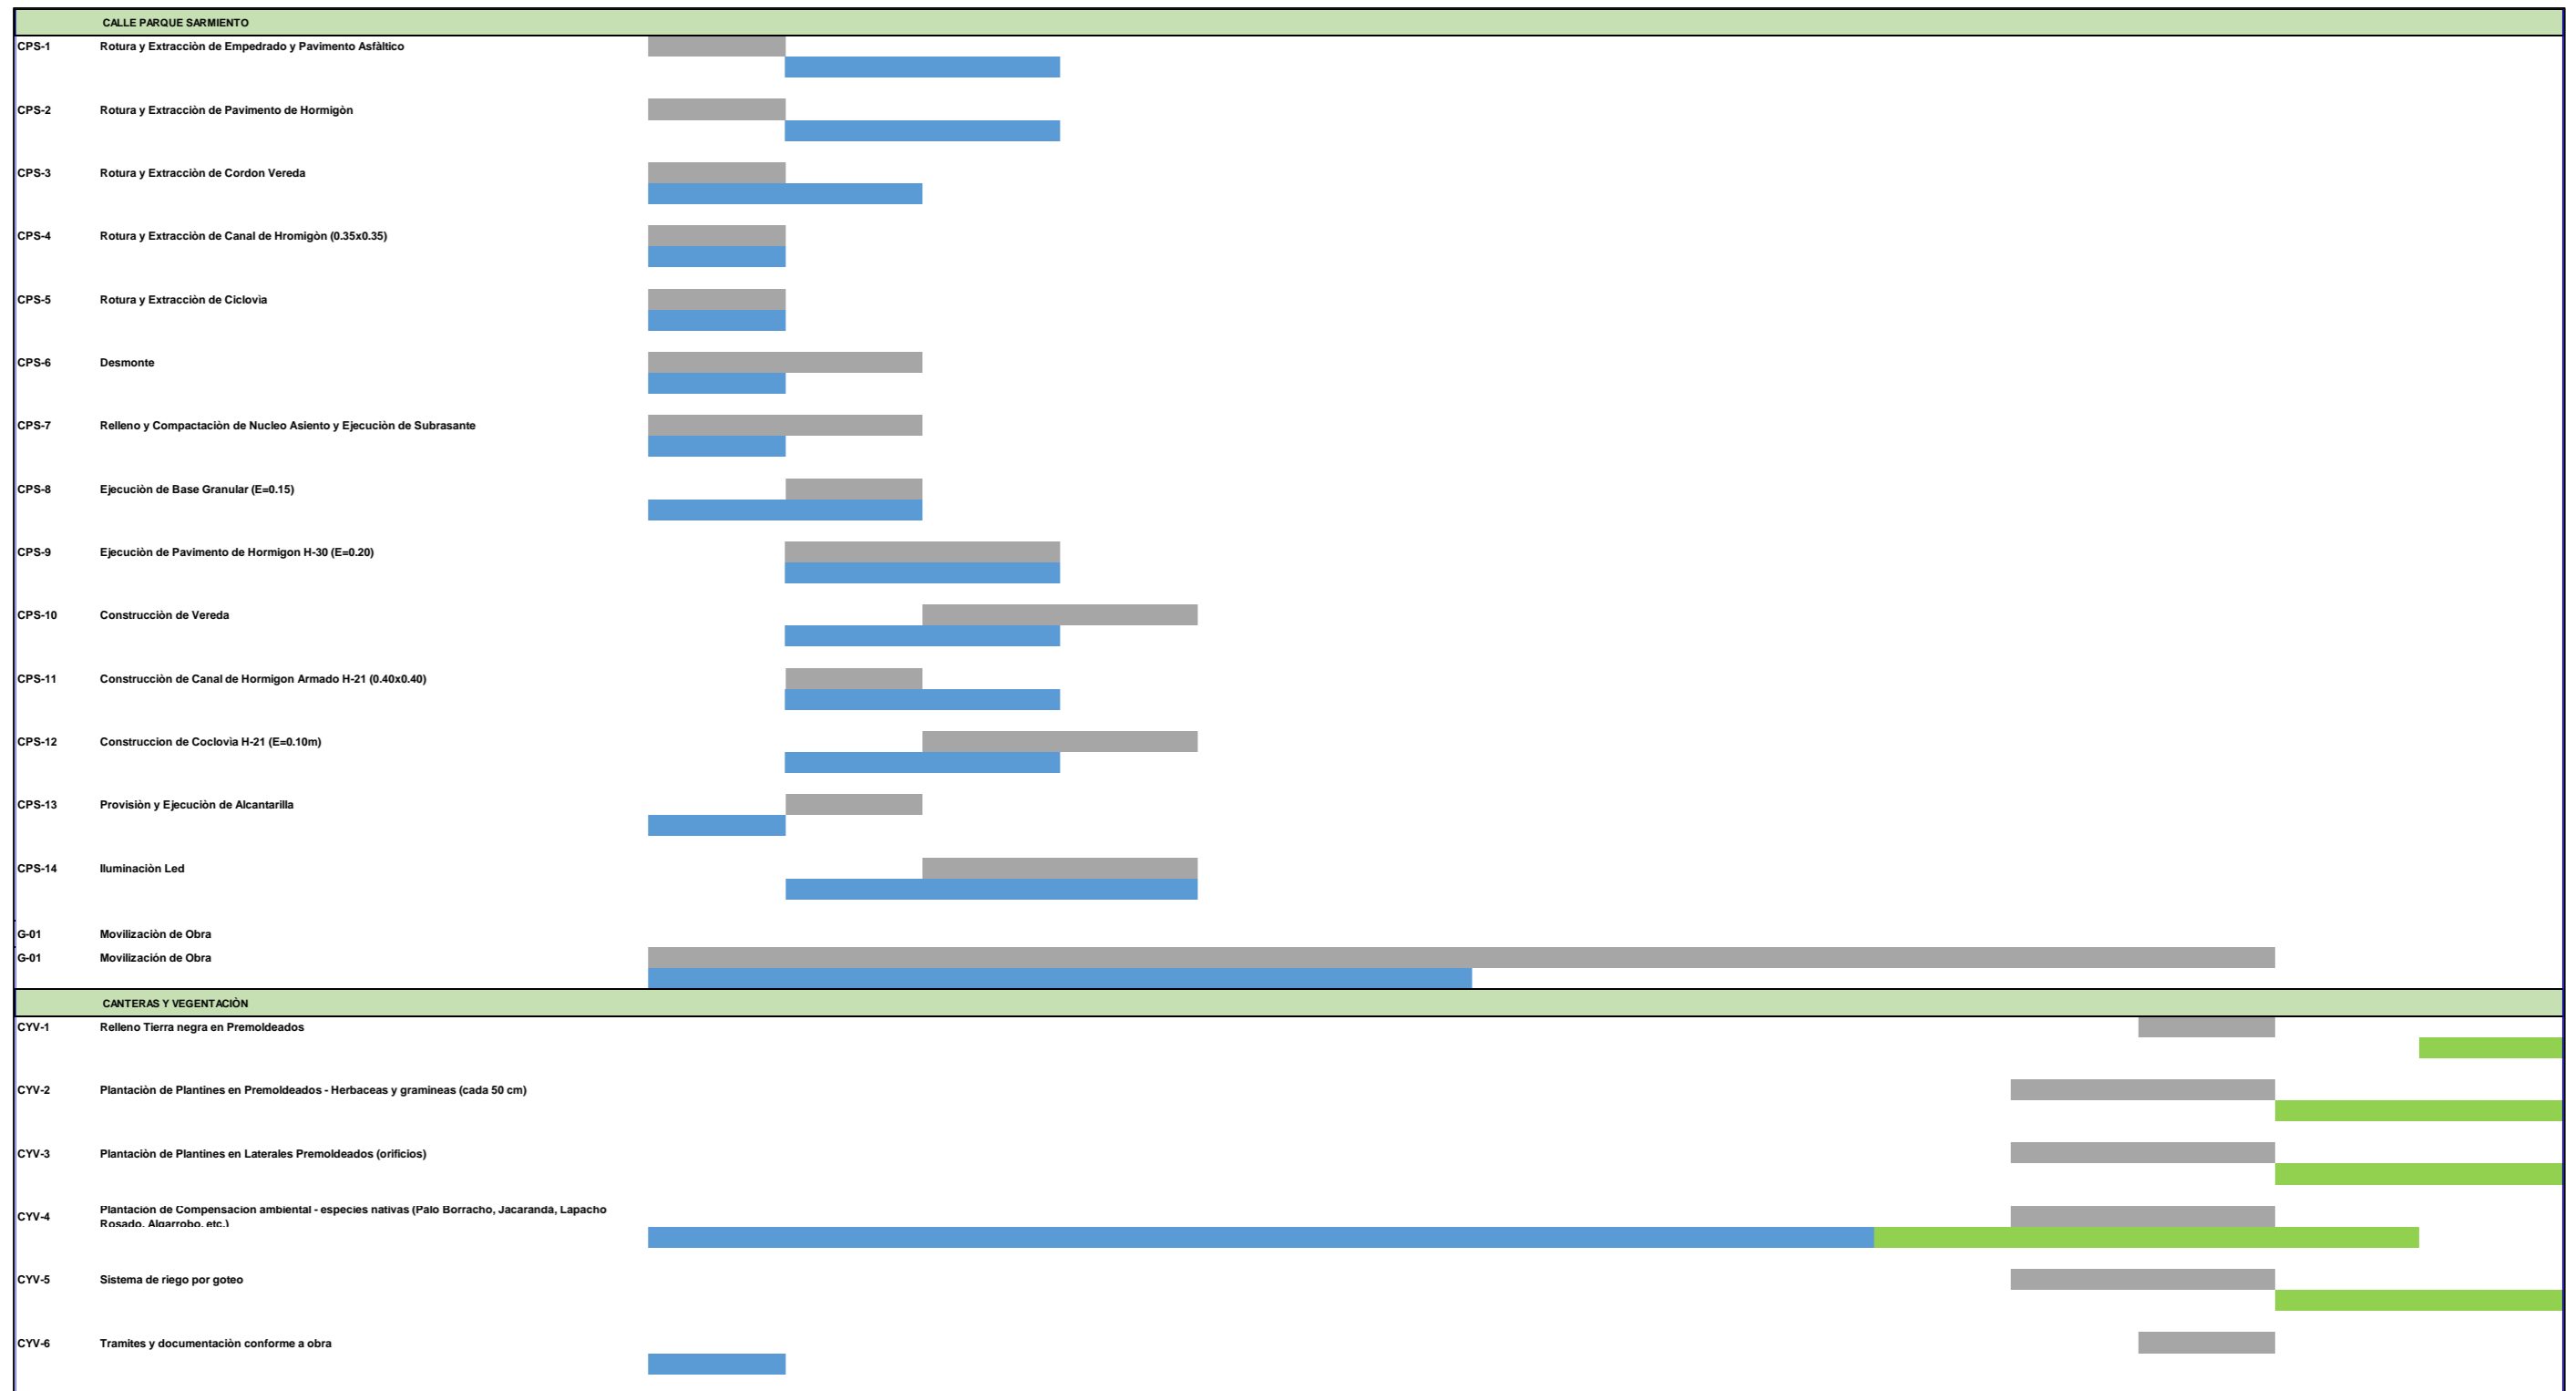 CALLE PARQUE SARMIENTO
CPS-1 Rotura y Extracciòn de Empedrado y Pavimento Asfàltico
CPS-2 Rotura y Extracciòn de Pavimento de Hormigòn
CPS-3 Rotura y Extracciòn de Cordon Vereda
CPS-4 Rotura y Extracciòn de Canal de Hromigòn (0.35x0.35)
CPS-5 Rotura y Extracciòn de Ciclovìa
CPS-6 Desmonte
CPS-7 Relleno y Compactaciòn de Nucleo Asiento y Ejecuciòn de Subrasante
CPS-8 Ejecuciòn de Base Granular (E=0.15)
CPS-9 Ejecuciòn de Pavimento de Hormigon H-30 (E=0.20)
CPS-10 Construcciòn de Vereda
CPS-11 Construcciòn de Canal de Hormigon Armado H-21 (0.40x0.40)
CPS-12 Construccion de Coclovìa H-21 (E=0.10m)
CPS-13 Provisiòn y Ejecuciòn de Alcantarilla
CPS-14 Iluminaciòn Led
G-01 Movilizaciòn de Obra
G-01 Movilización de Obra
CANTERAS Y VEGENTACIÒN
CYV-1 Relleno Tierra negra en Premoldeados
CYV-2 Plantaciòn de Plantines en Premoldeados - Herbaceas y gramineas (cada 50 cm)
CYV-3 Plantaciòn de Plantines en Laterales Premoldeados (orificios)
CYV-4 Plantación de Compensación ambiental - especies nativas (Palo Borracho, Jacarandá, Lapacho
Rosado, Algarrobo, etc.)
CYV-5 Sistema de riego por goteo
CYV-6 Tramites y documentaciòn conforme a obra